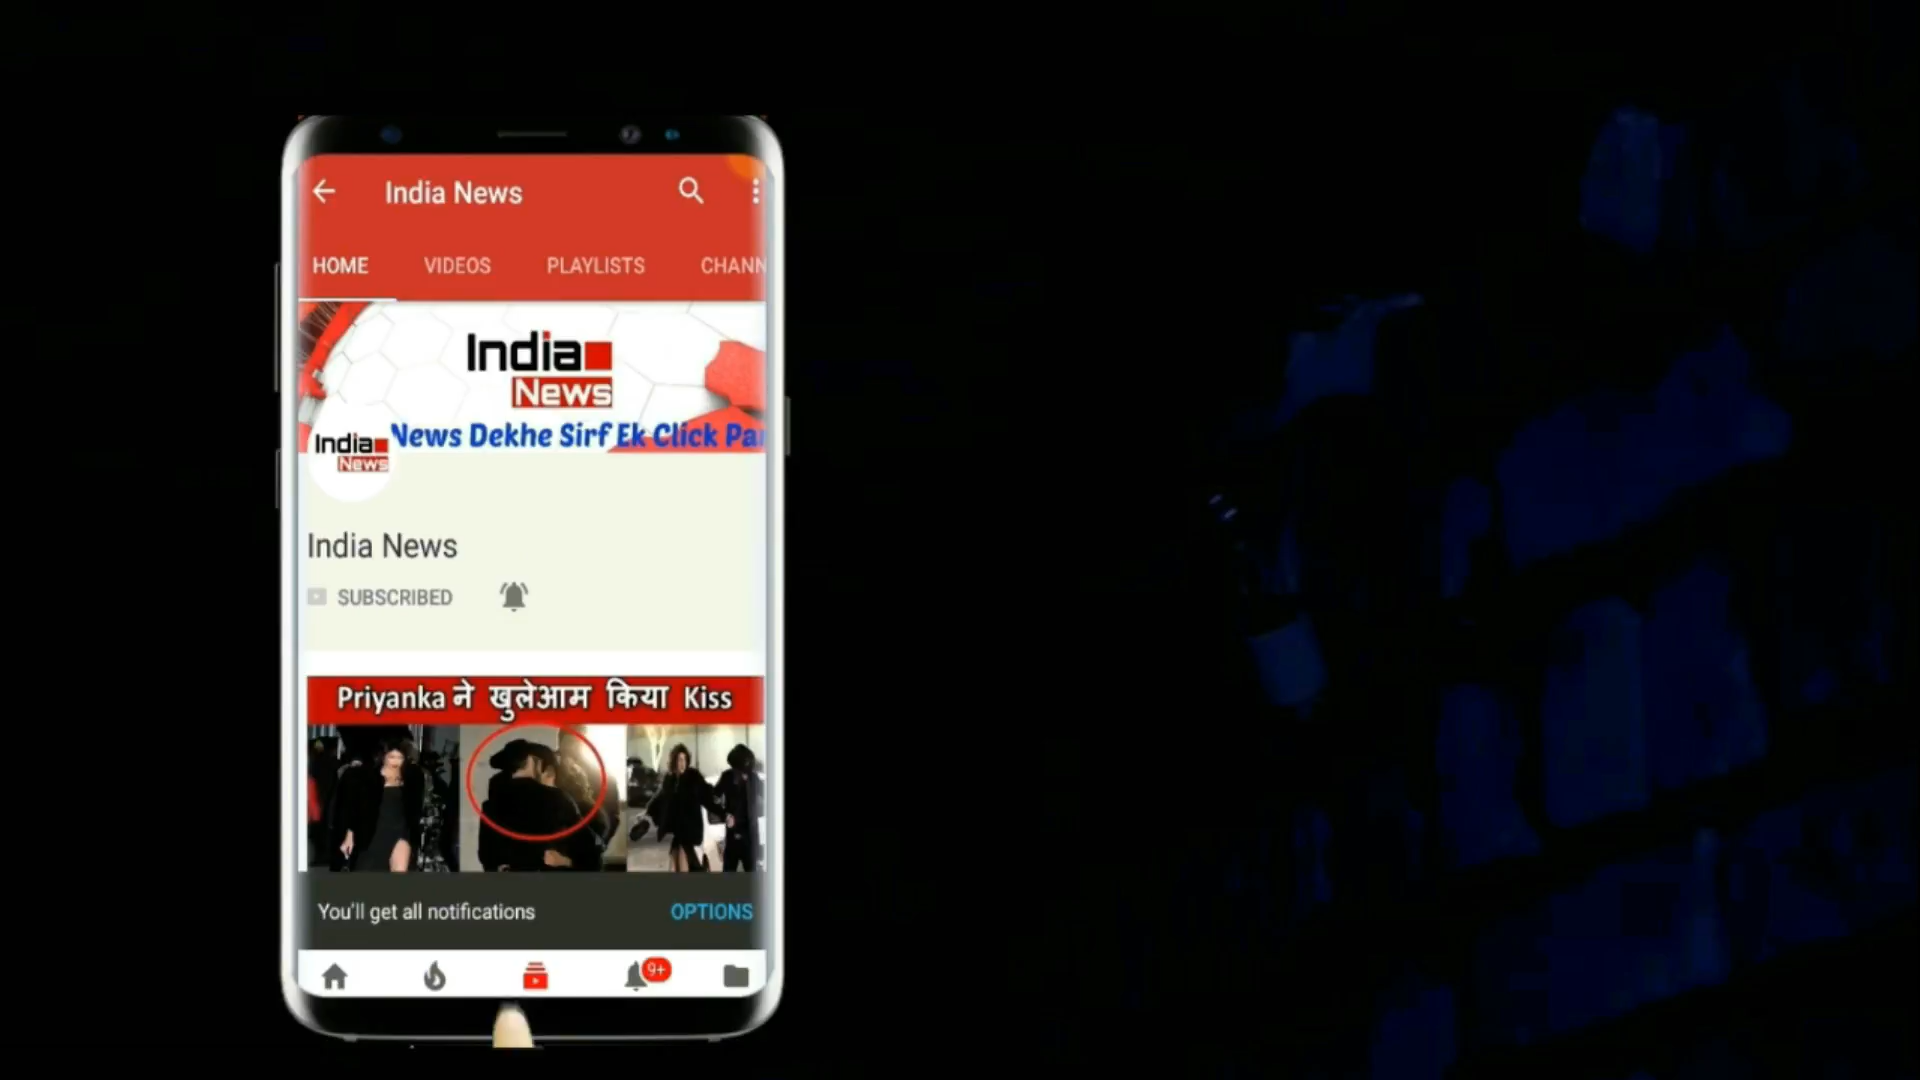 India News
HOME VIDEOS PLAYLISTS CHANN
India
News
News Dekhe Sirf Ek Click Par
India
News
India News
SUBSCRIBED
Priyanka ने खुलेआम किया Kiss
You'll get all notifications OPTIONS
9+